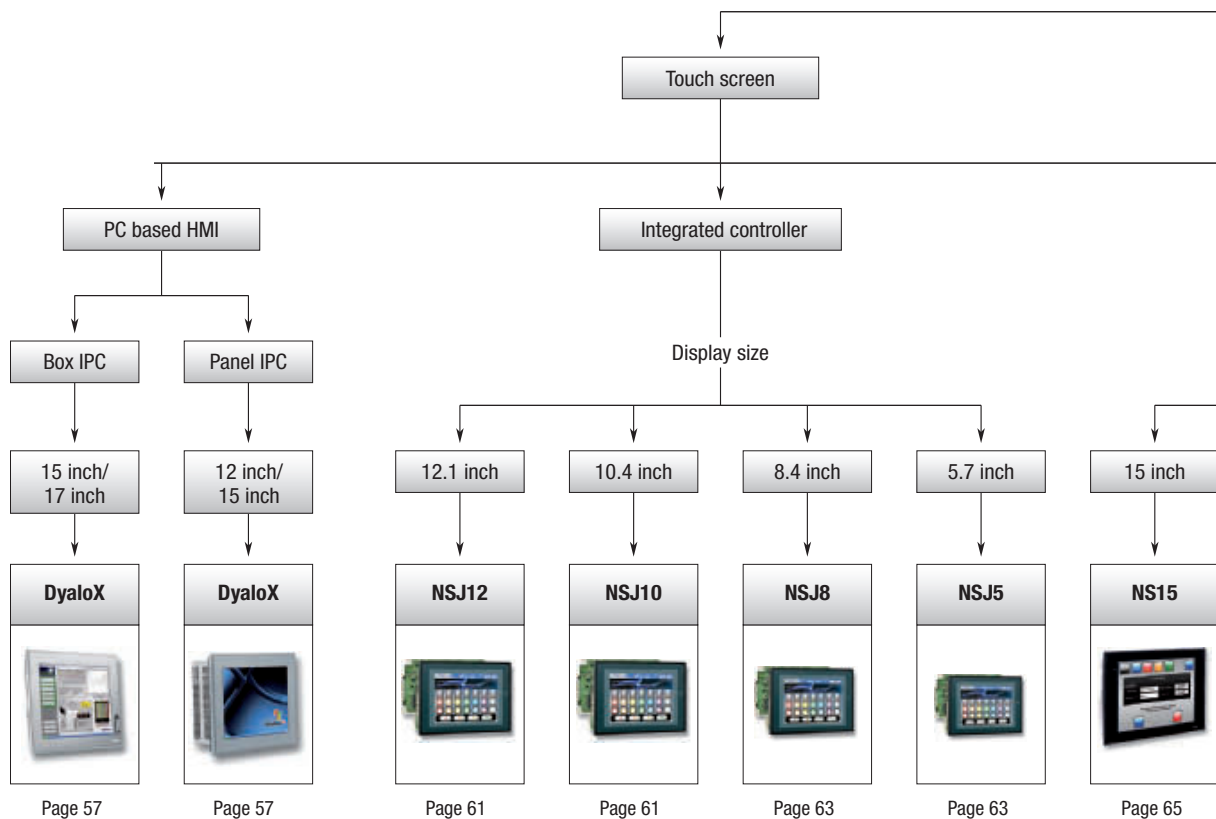 Touch screen
PC based HMI
Integrated controller
Box IPC
Panel IPC
Display size
15 inch/
17 inch
12 inch/
15 inch
12.1 inch
10.4 inch
8.4 inch
5.7 inch
15 inch
DyaloX
DyaloX
NSJ12
NSJ10
NSJ8
NSJ5
NS15
Page 57
Page 57
Page 61
Page 61
Page 63
Page 63
Page 65